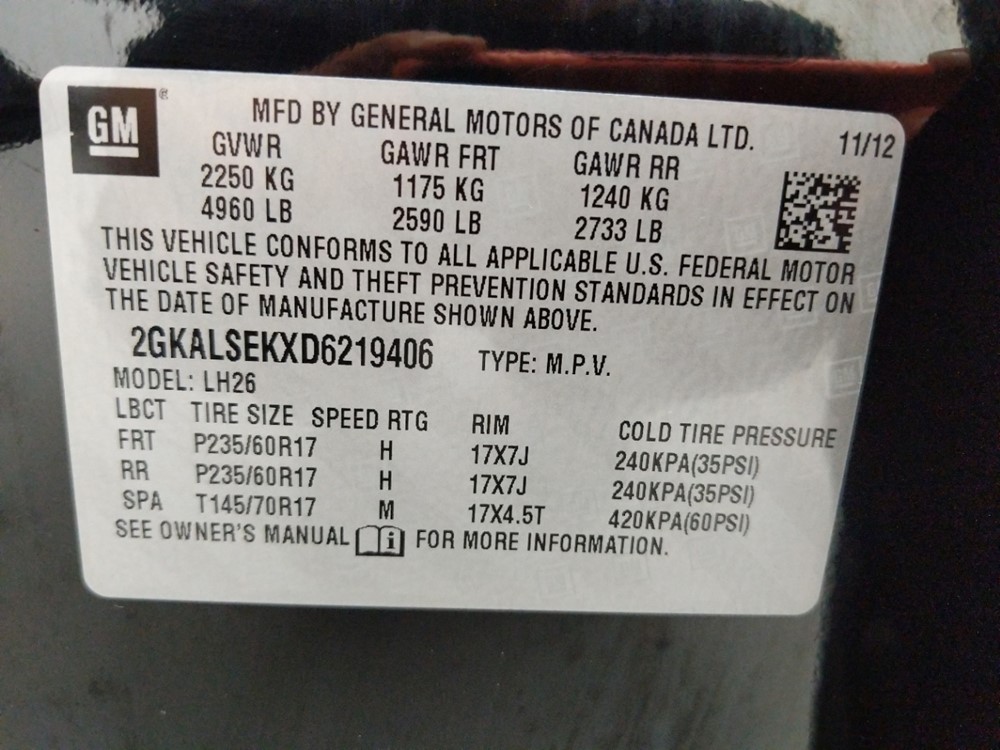 GM®
MFD BY GENERAL MOTORS OF CANADA LTD. 11/12
GVWR GAWR FRT GAWR RR
2250 KG 1175 KG 1240 KG
4960 LB 2590 LB 2733 LB
THIS VEHICLE CONFORMS TO ALL APPLICABLE U.S. FEDERAL MOTOR
VEHICLE SAFETY AND THEFT PREVENTION STANDARDS IN EFFECT ON
THE DATE OF MANUFACTURE SHOWN ABOVE.
2GKALSEKXD6219406 TYPE: M.P.V.
MODEL: LH26
LBCT TIRE SIZE SPEED RTG RIM COLD TIRE PRESSURE
FRT P235/60R17 H 17X7J 240KPA(35PSI)
RR P235/60R17 H 17X7J 240KPA(35PSI)
SPA T145/70R17 M 17X4.5T 420KPA(60PSI)
SEE OWNER'S MANUAL i FOR MORE INFORMATION.